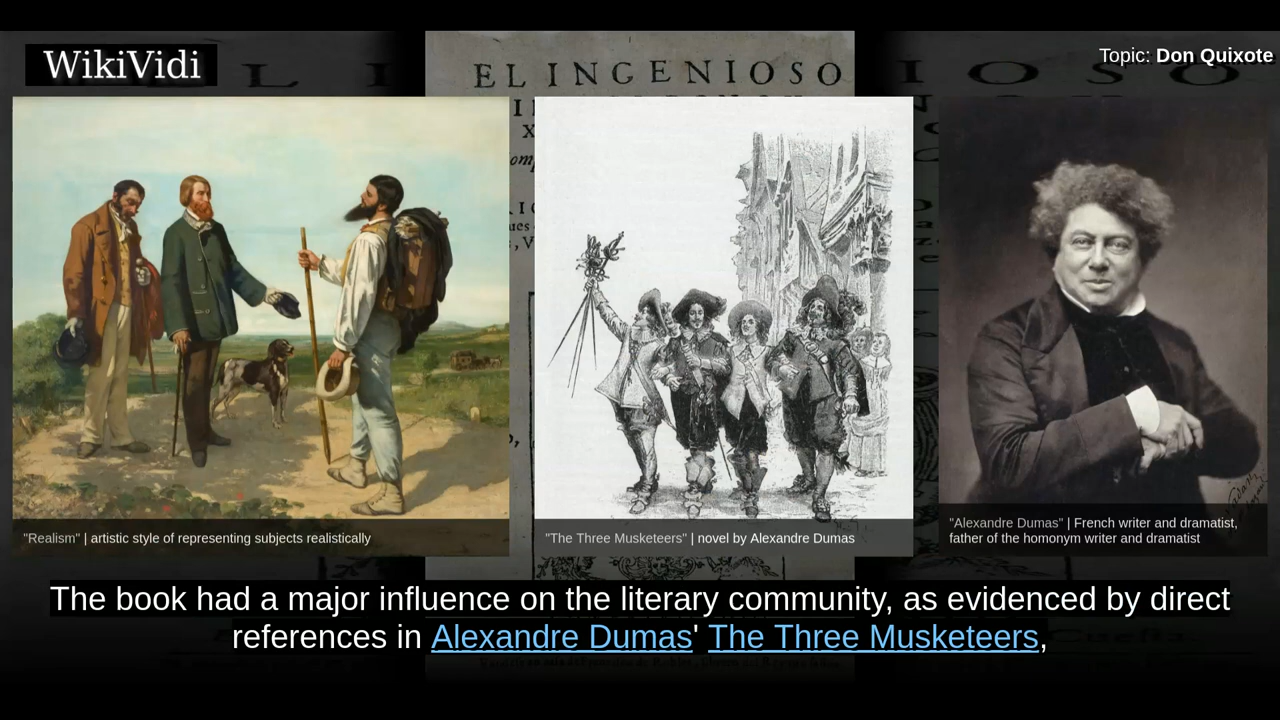 WikiVidi
Topic: Don Quixote
EL INGENIOSO
"Realism" | artistic style of representing subjects realistically
"The Three Musketeers" | novel by Alexandre Dumas
"Alexandre Dumas" | French writer and dramatist,
father of the homonym writer and dramatist
The book had a major influence on the literary community, as evidenced by direct
references in Alexandre Dumas' The Three Musketeers,